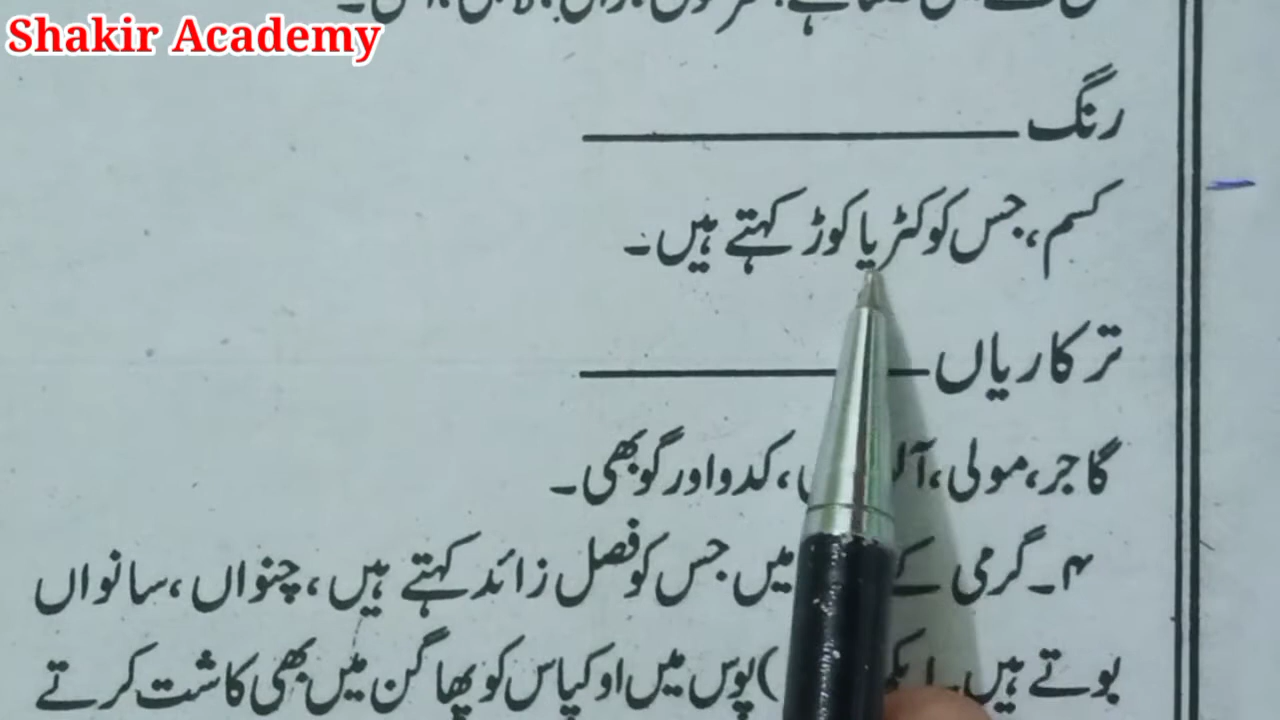 Shakir Academy
رنگ
کسم، جس کو کٹر یا کوڑ کہتے ہیں۔
ترکاریاں
گاجر، مولی، کدو اور گوبھی۔
۴۔ گرمی کے میں جس کو فصل زائد کہتے ہیں، چنواں، سانواں
بوتے ہیں۔ ) پوس میں او کپاس کو پھاگن میں بھی کاشت کرتے